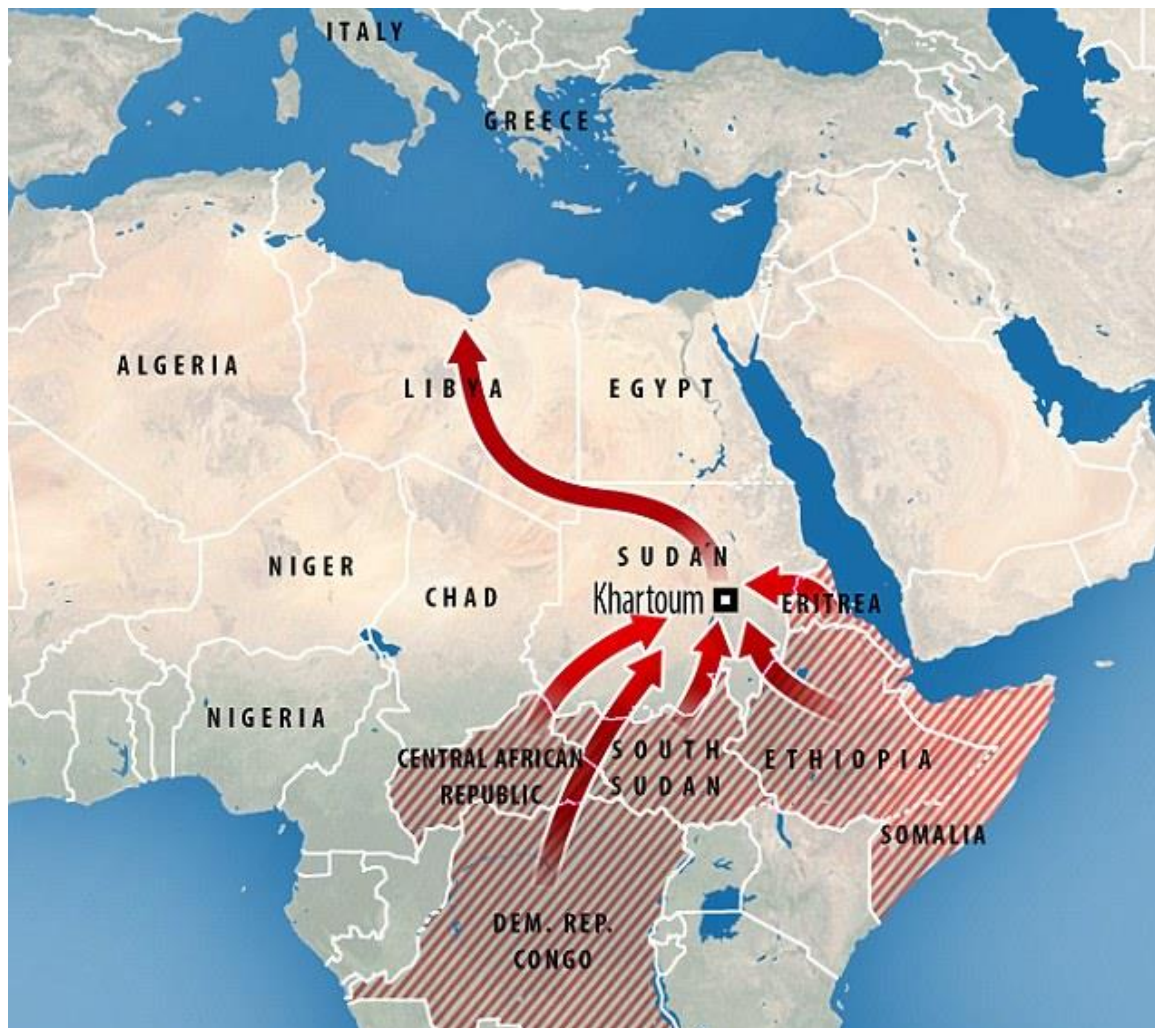 ITALY
GREECE
ALGERIA
LIBYA
EGYPT
NIGER
CHAD
SUDAN
Khartoum
ERITREA
NIGERIA
CENTRAL AFRICAN
REPUBLIC
SOUTH
SUDAN
ETHIOPIA
SOMALIA
DEM. REP.
CONGO